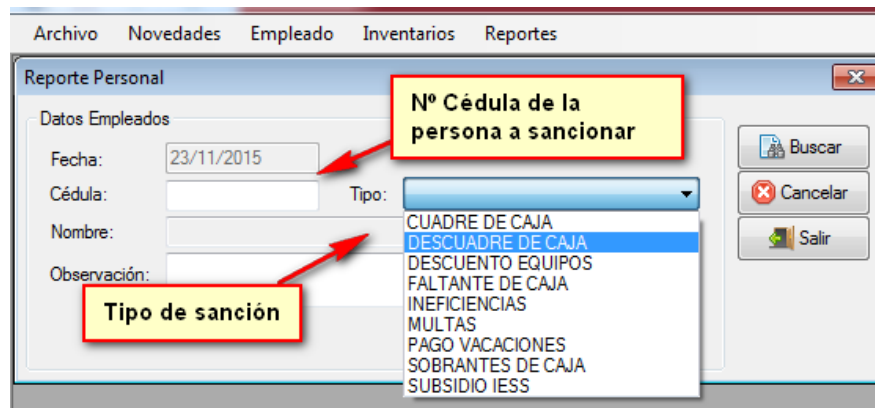 Archivo Novedades Empleado Inventarios Reportes
Reporte Personal
Nº Cédula de la
persona a sancionar
Datos Empleados
Fecha: 23/11/2015
Buscar
Cédula:
Tipo:
Cancelar
Nombre:
CUADRE DE CAJA
DESCUADRE DE CAJA
Salir
Observación:
DESCUENTO EQUIPOS
FALTANTE DE CAJA
Tipo de sanción
INEFICIENCIAS
MULTAS
PAGO VACACIONES
SOBRANTES DE CAJA
SUBSIDIO IESS